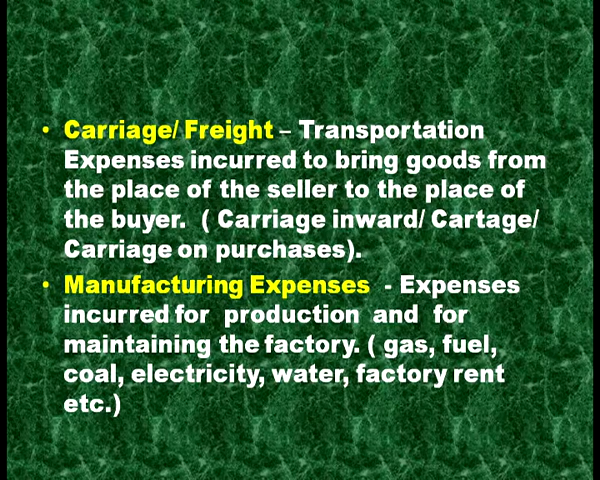 • Carriage/ Freight – Transportation
Expenses incurred to bring goods from
the place of the seller to the place of
the buyer. ( Carriage inward/ Cartage/
Carriage on purchases).
• Manufacturing Expenses - Expenses
incurred for production and for
maintaining the factory. ( gas, fuel,
coal, electricity, water, factory rent
etc.)